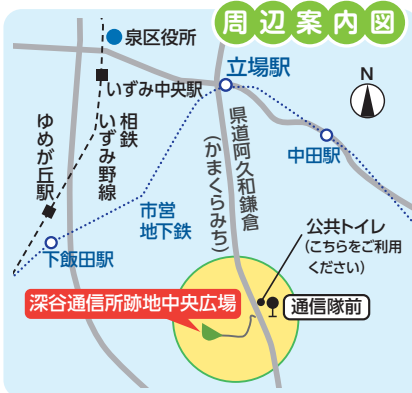 周辺案内図
泉区役所
立場駅
N
いずみ中央駅
相鉄
いずみ野線
ゆめが丘駅
県道阿久和鎌倉
(かまくらみち)
中田駅
市営
地下鉄
下飯田駅
公共トイレ
(こちらをご利用
ください)
深谷通信所跡地中央広場
通信隊前